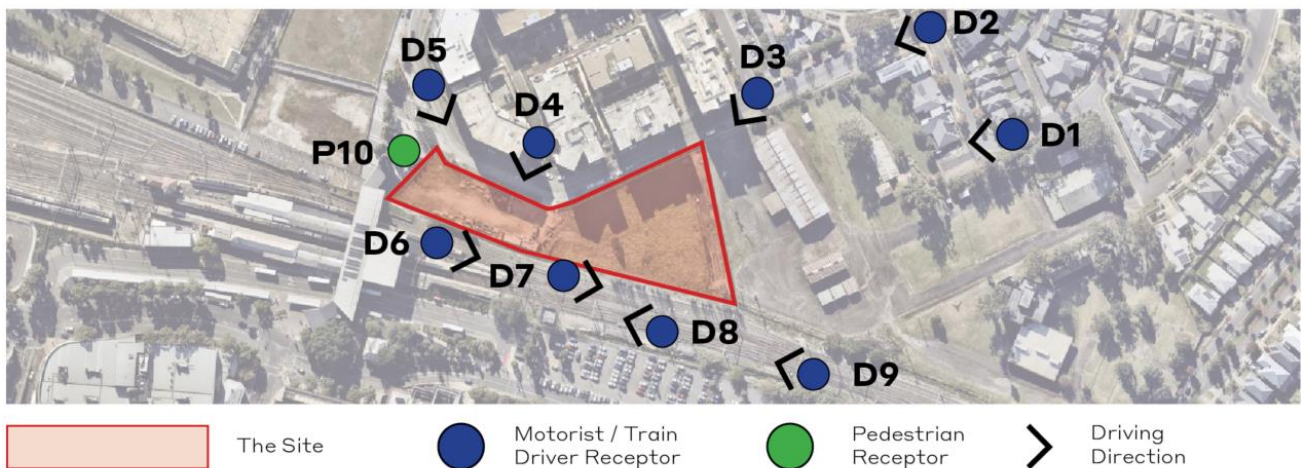 D2
D5
D3
D4
D1
P10
D6
D7
D8
D9
The Site
Motorist / Train
Driver Receptor
Pedestrian
Receptor
Driving
Direction